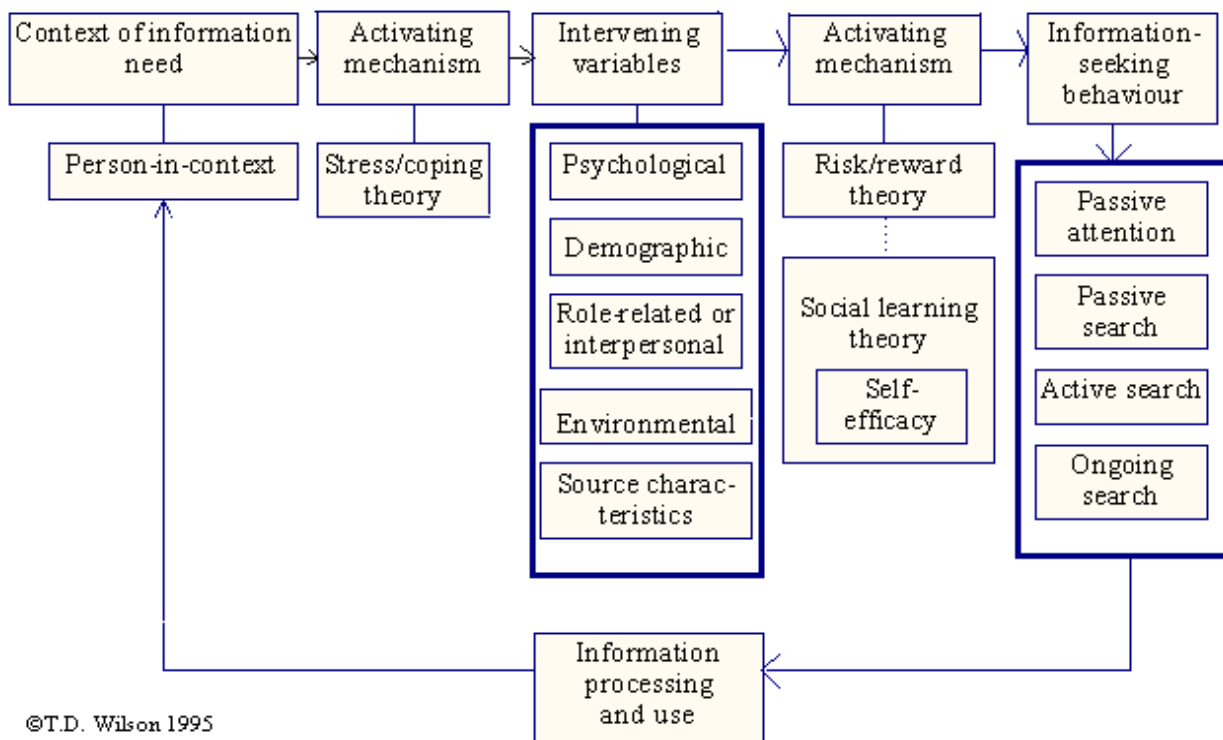 Context of information
need
Activating
mechanism
Intervening
variables
Activating
mechanism
Information-
seeking
behaviour
Person-in-context
Stress/coping
theory
Psychological
Demographic
Role-related or
interpersonal
Environmental
Source charac-
teristics
Risk/reward
theory
Social learning
theory
Self-
efficacy
Passive
attention
Passive
search
Active search
Ongoing
search
Information
processing
and use
©T.D. Wilson 1995